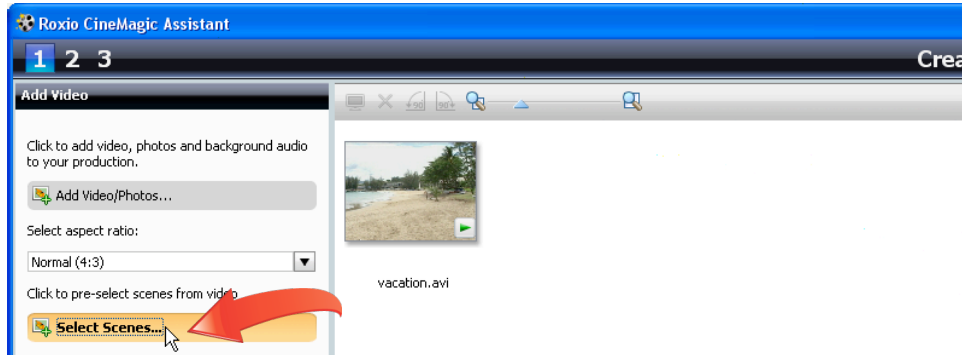 Roxio CineMagic Assistant
1 2 3
Add Video
Click to add video, photos and background audio
to your production.
Add Video/Photos...
Select aspect ratio:
Normal (4:3)
Click to pre-select scenes from video
Select Scenes...
90 90
vacation.avi